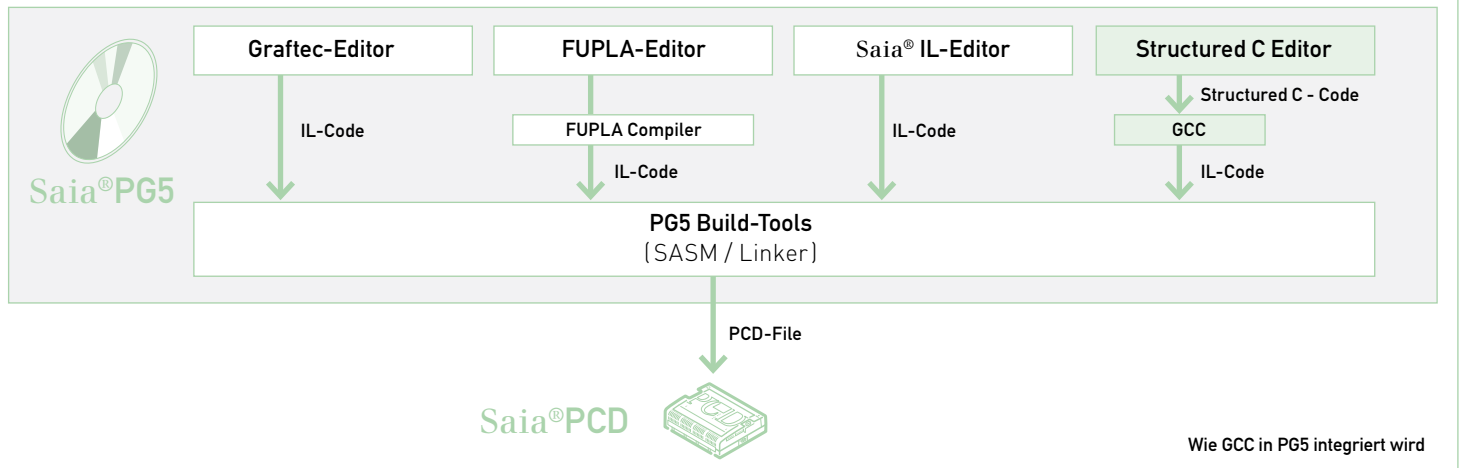 Graftec-Editor
FUPLA-Editor
Saia® IL-Editor
Structured C Editor
Structured C - Code
IL-Code
FUPLA Compiler
IL-Code
GCC
IL-Code
IL-Code
Saia®PG5
PG5 Build-Tools
(SASM / Linker)
PCD-File
PCD
Saia®PCD
Wie GCC in PG5 integriert wird